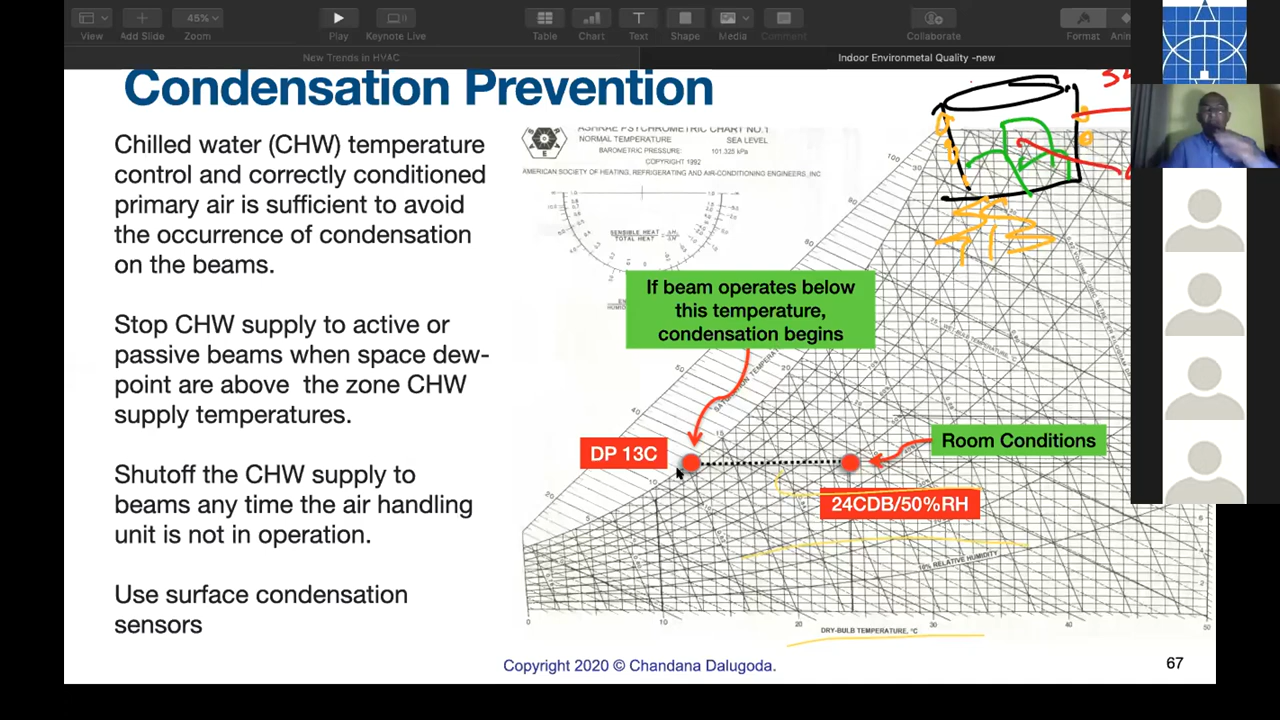 View
Add Slide
45%
Zoom
Play
Keynote Live
Table
Chart
Text
Shape
Media
Comment
Collaborate
Format
New Trends in HVAC
Indoor Environmetal Quality -new
Condensation Prevention
Chilled water (CHW) temperature
control and correctly conditioned
primary air is sufficient to avoid
the occurrence of condensation
on the beams.
Stop CHW supply to active or
passive beams when space dew-
point are above the zone CHW
supply temperatures.
Shutoff the CHW supply to
beams any time the air handling
unit is not in operation.
Use surface condensation
sensors
ASHRAE PSYCHROMETRIC CHART NO.1
NORMAL TEMPERATURE SEA LEVEL
BAROMETRIC PRESSURE: 101.325 kPa
COPYRIGHT 1992
AMERICAN SOCIETY OF HEATING, REFRIGERATING AND AIR-CONDITIONING ENGINEERS, INC
SENSIBLE HEAT
TOTAL HEAT
If beam operates below
this temperature,
condensation begins
DP 13C
Room Conditions
24CDB/50%RH
10% RELATIVE HUMIDITY
0 10 20 30 40 50
DRY-BULB TEMPERATURE, °C
Copyright 2020 © Chandana Dalugoda.
67